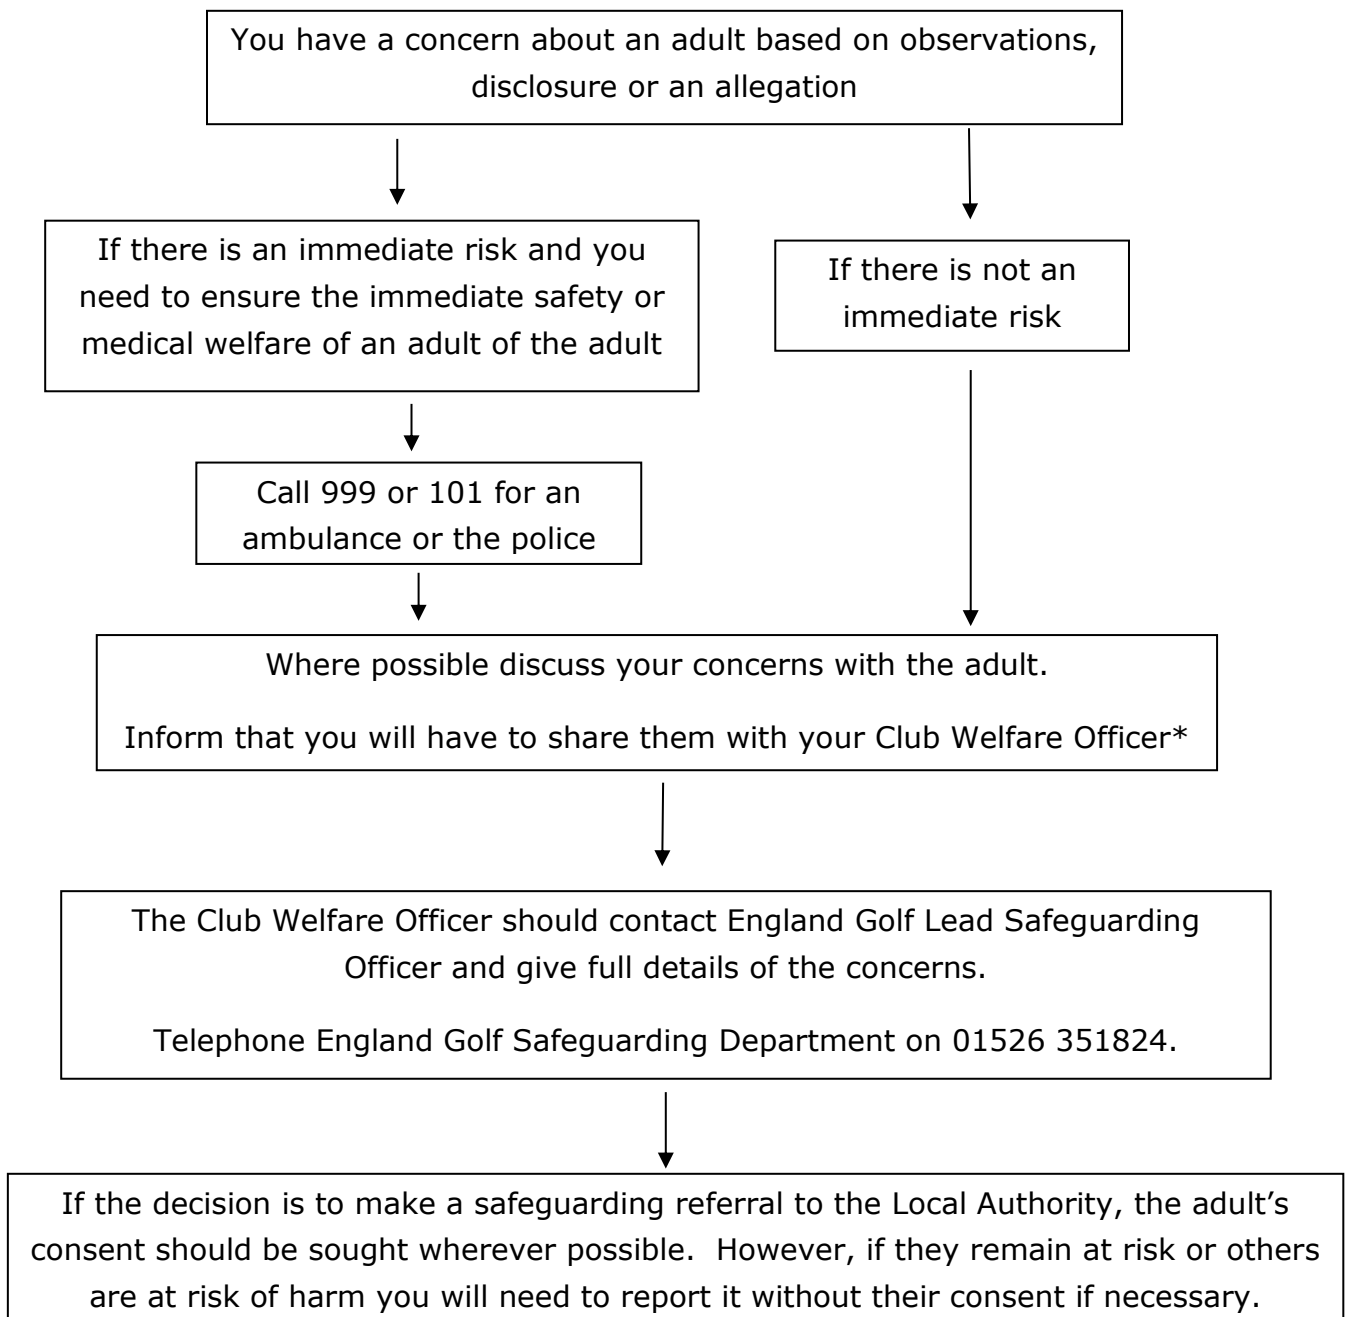 You have a concern about an adult based on observations,
disclosure or an allegation
If there is an immediate risk and you
need to ensure the immediate safety or
medical welfare of an adult of the adult
If there is not an
immediate risk
Call 999 or 101 for an
ambulance or the police
Where possible discuss your concerns with the adult.
Inform that you will have to share them with your Club Welfare Officer*
The Club Welfare Officer should contact England Golf Lead Safeguarding
Officer and give full details of the concerns.
Telephone England Golf Safeguarding Department on 01526 351824.
If the decision is to make a safeguarding referral to the Local Authority, the adult’s
consent should be sought wherever possible.  However, if they remain at risk or others
are at risk of harm you will need to report it without their consent if necessary.